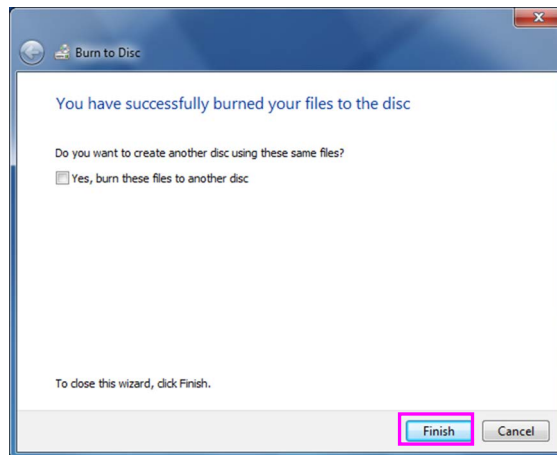 Burn to Disc
You have successfully burned your files to the disc
Do you want to create another disc using these same files?
Yes, burn these files to another disc
To close this wizard, click Finish.
Finish Cancel